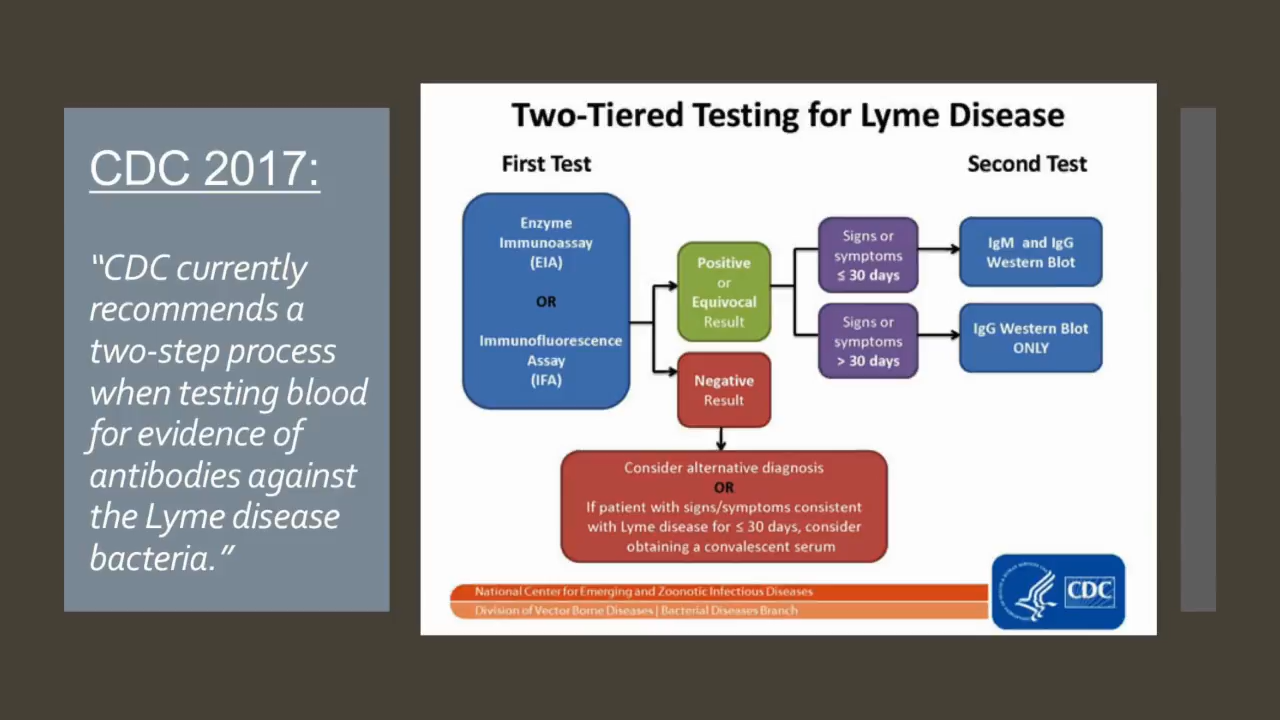 CDC 2017:
“CDC currently
recommends a
two-step process
when testing blood
for evidence of
antibodies against
the Lyme disease
bacteria.”
Two-Tiered Testing for Lyme Disease
First Test
Second Test
Enzyme
Immunoassay
(EIA)
OR
Immunofluorescence
Assay
(IFA)
Positive
or
Equivocal
Result
Negative
Result
Signs or
symptoms
≤ 30 days
Signs or
symptoms
> 30 days
IgM and IgG
Western Blot
IgG Western Blot
ONLY
Consider alternative diagnosis
OR
If patient with signs/symptoms consistent
with Lyme disease for ≤ 30 days, consider
obtaining a convalescent serum
National Center for Emerging and Zoonotic Infectious Diseases
Division of Vector Borne Diseases | Bacterial Diseases Branch
CDC